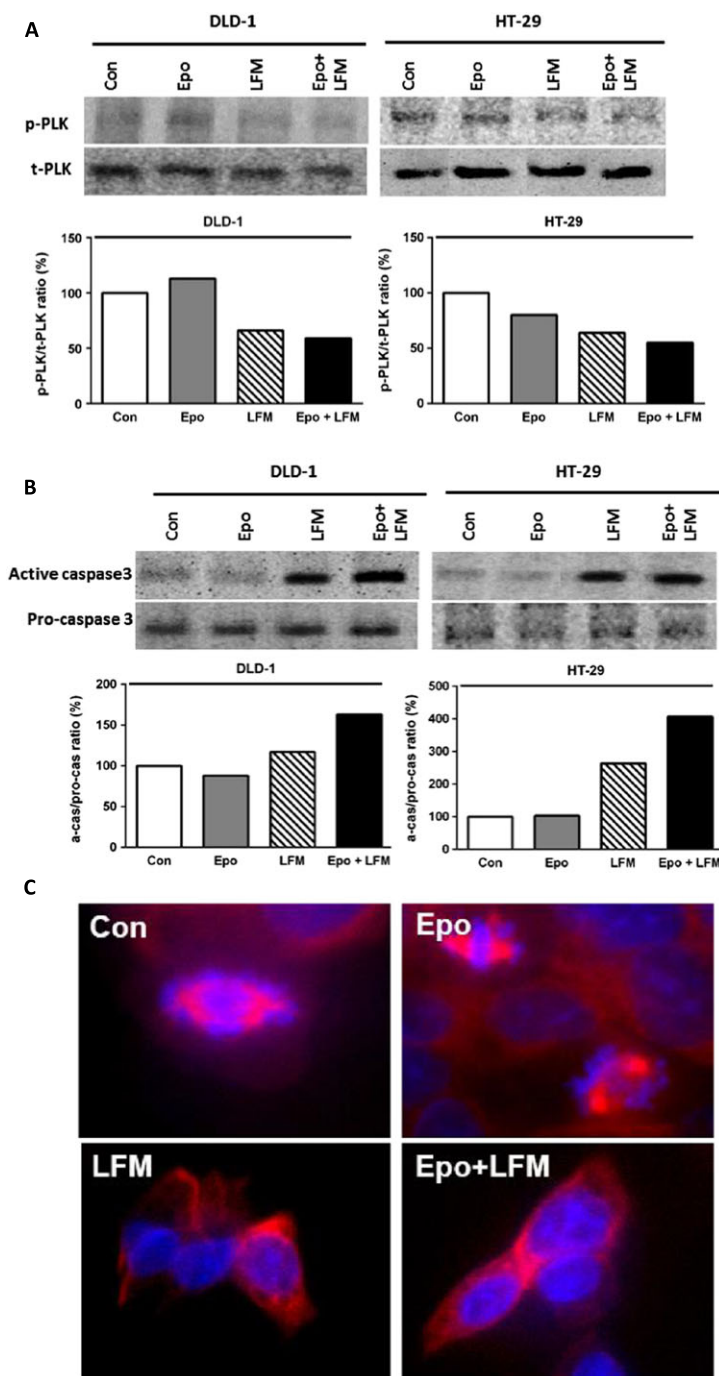 A
DLD-1
HT-29
Con
Epo
LFM
Epo+
LFM
Con
Epo
LFM
Epo+
LFM
p-PLK
t-PLK
DLD-1
p-PLK/t-PLK ratio (%)
150
100
50
0
Con
Epo
LFM
Epo + LFM
HT-29
p-PLK/t-PLK ratio (%)
150
100
50
0
Con
Epo
LFM
Epo + LFM
B
DLD-1
HT-29
Con
Epo
LFM
Epo+
LFM
Con
Epo
LFM
Epo+
LFM
Active caspase3
Pro-caspase 3
DLD-1
a-cas/pro-cas ratio (%)
200
150
100
50
0
Con
Epo
LFM
Epo + LFM
HT-29
a-cas/pro-cas ratio (%)
500
400
300
200
100
0
Con
Epo
LFM
Epo + LFM
C
Con
Epo
LFM
Epo+LFM